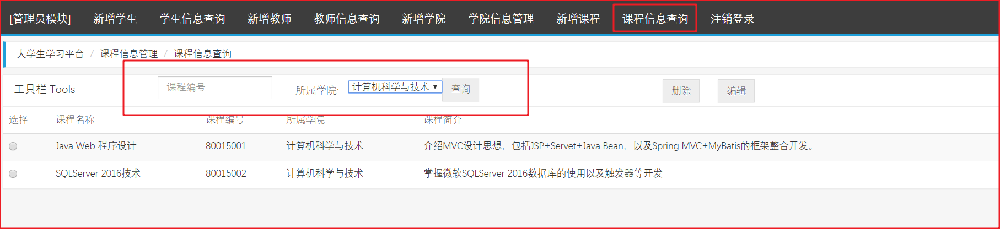 [管理员模块] 新增学生 学生信息查询 新增教师 教师信息查询 新增学院 学院信息管理 新增课程 课程信息查询 注销登录
大学生学习平台 / 课程信息管理 / 课程信息查询
工具栏 Tools 课程编号 所属学院: 计算机科学与技术 查询 删除 编辑
选择 课程名称 课程编号 所属学院 课程简介
Java Web 程序设计 80015001 计算机科学与技术 介绍MVC设计思想，包括JSP+Servet+Java Bean，以及Spring MVC+MyBatis的框架整合开发。
SQLServer 2016技术 80015002 计算机科学与技术 掌握微软SQLServer 2016数据库的使用以及触发器等开发